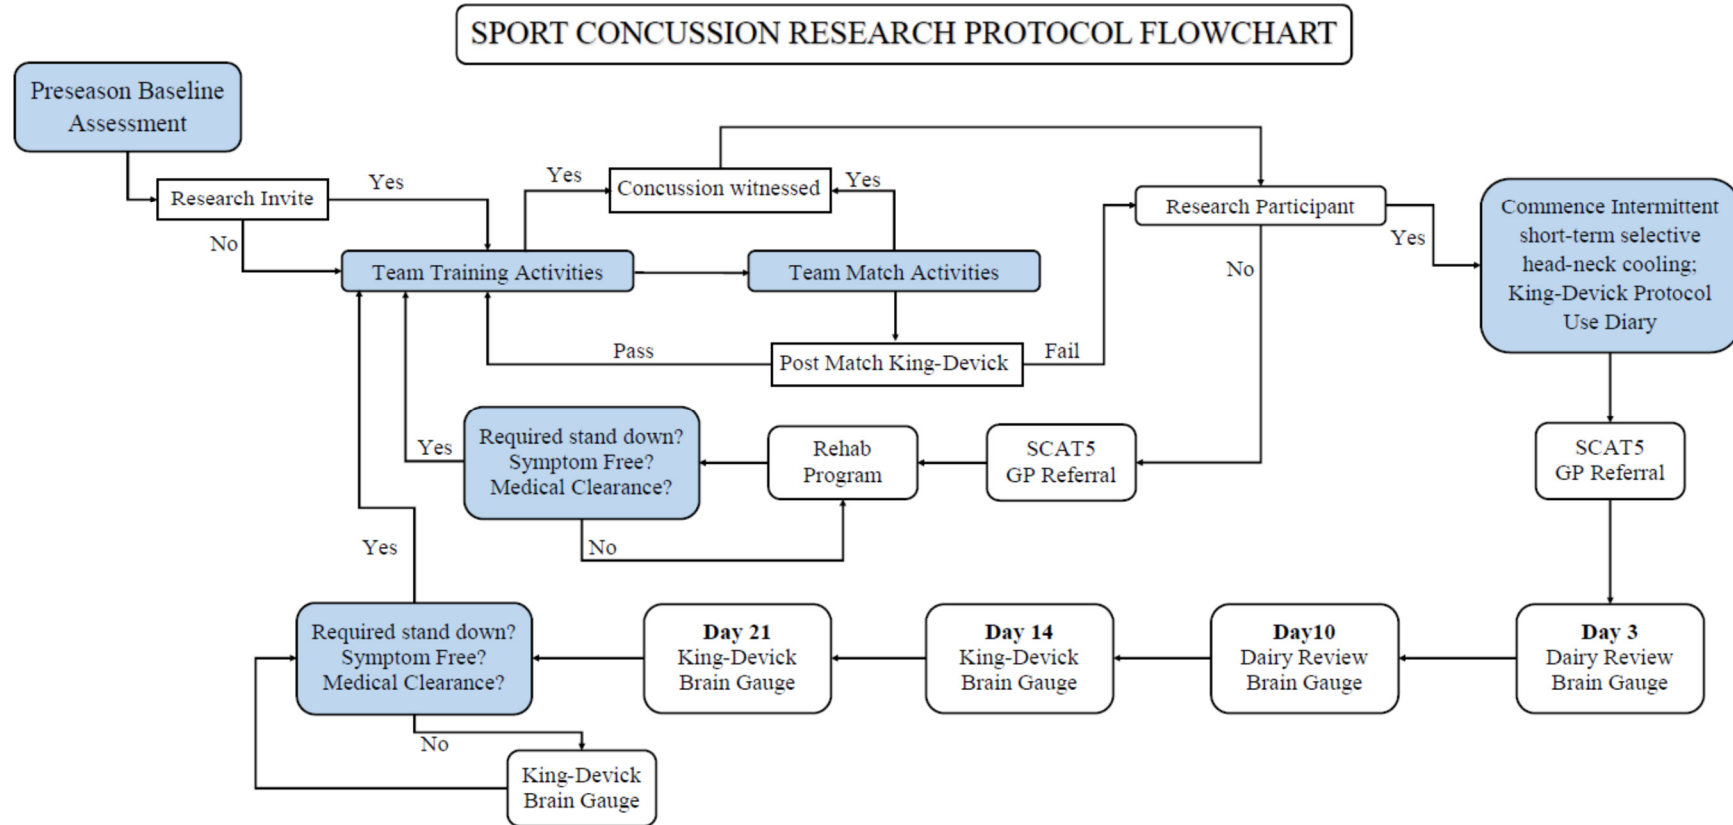 SPORT CONCUSSION RESEARCH PROTOCOL FLOWCHART
Preseason Baseline
Assessment
Research Invite
Yes
No
Yes
Concussion witnessed
Yes
Research Participant
Yes
No
Commence Intermittent
short-term selective
head-neck cooling;
King-Devick Protocol
Use Diary
Team Training Activities
Team Match Activities
Pass
Post Match King-Devick
Fail
Yes
Required stand down?
Symptom Free?
Medical Clearance?
No
Rehab
Program
SCAT5
GP Referral
SCAT5
GP Referral
Yes
Required stand down?
Symptom Free?
Medical Clearance?
No
Day 21
King-Devick
Brain Gauge
Day 14
King-Devick
Brain Gauge
Day10
Dairy Review
Brain Gauge
Day 3
Dairy Review
Brain Gauge
King-Devick
Brain Gauge